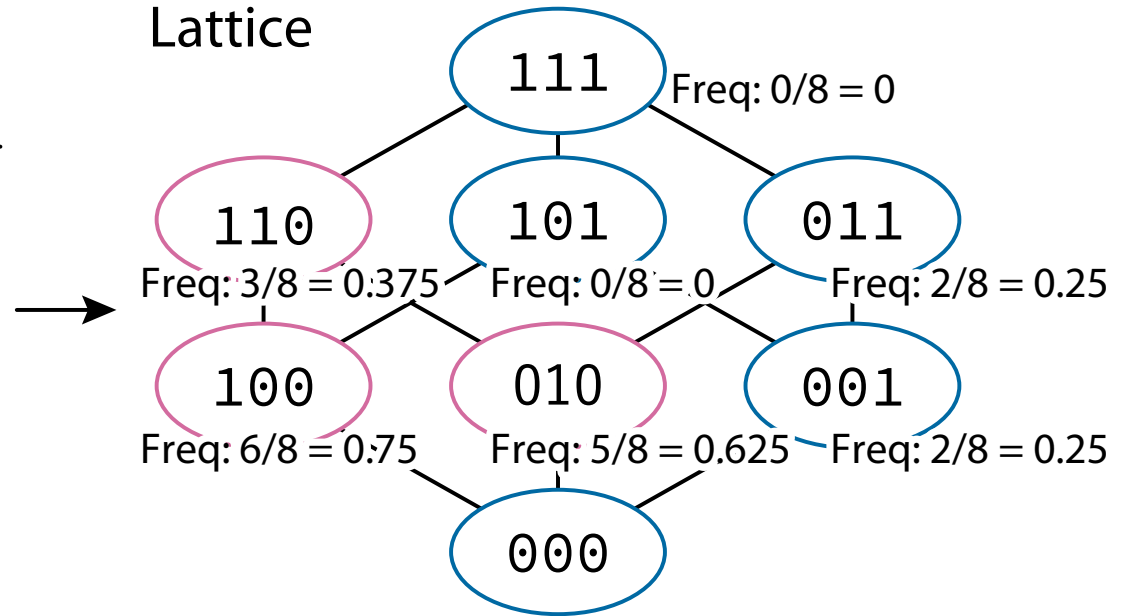 Lattice
111
Freq: 0/8 = 0
110
101
011
Freq: 3/8 = 0.375
Freq: 0/8 = 0
Freq: 2/8 = 0.25
100
010
001
Freq: 6/8 = 0.75
Freq: 5/8 = 0.625
Freq: 2/8 = 0.25
000